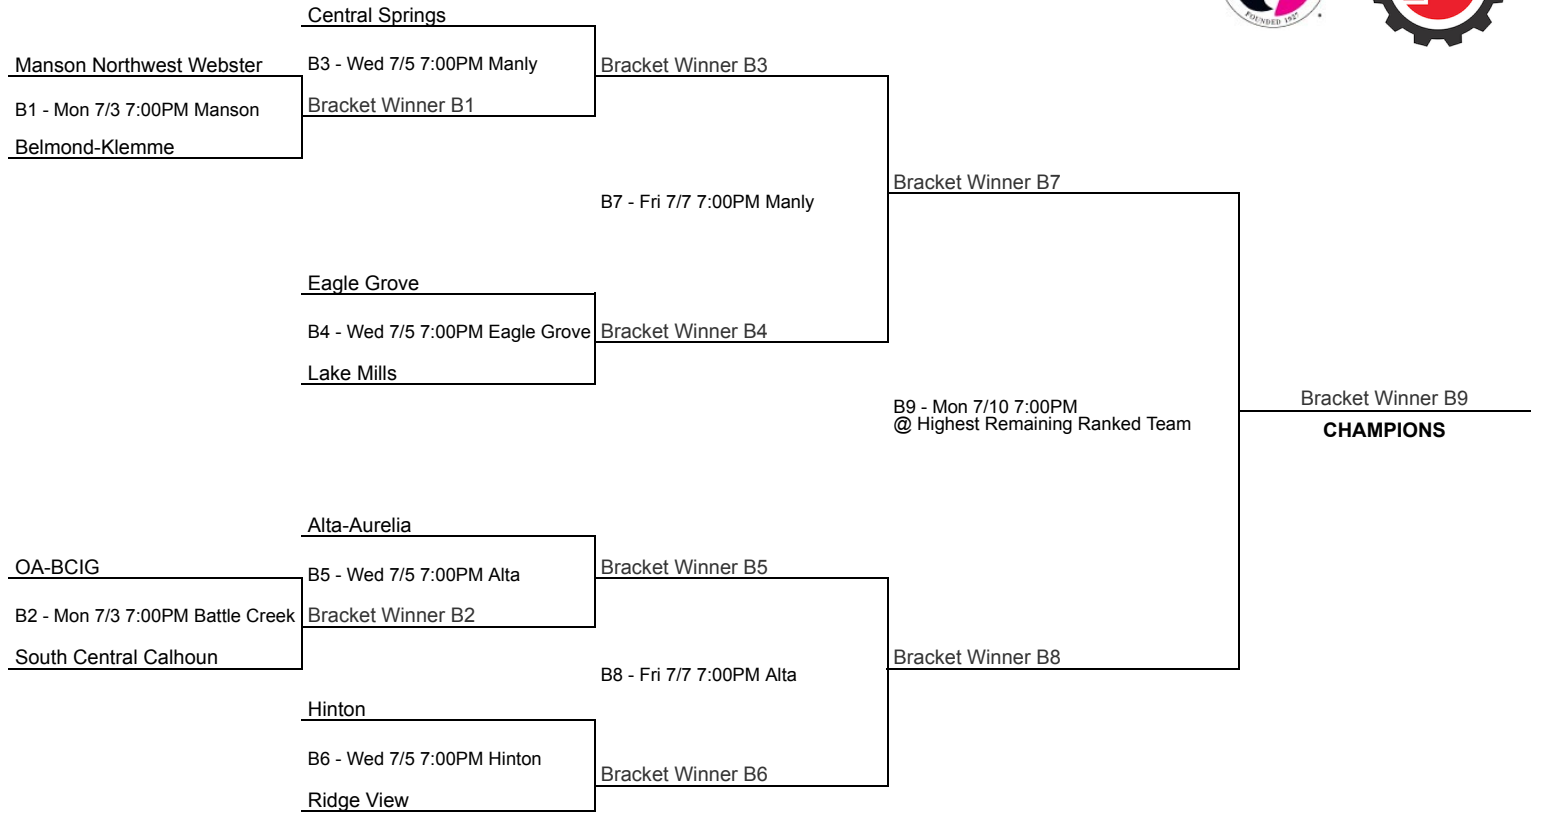 FOUNDED 1927
Central Springs
Manson Northwest Webster
B3 - Wed 7/5 7:00PM Manly
Bracket Winner B3
B1 - Mon 7/3 7:00PM Manson
Bracket Winner B1
Belmond-Klemme
Bracket Winner B7
B7 - Fri 7/7 7:00PM Manly
Eagle Grove
B4 - Wed 7/5 7:00PM Eagle Grove
Bracket Winner B4
Lake Mills
B9 - Mon 7/10 7:00PM
@ Highest Remaining Ranked Team
Bracket Winner B9
CHAMPIONS
Alta-Aurelia
OA-BCIG
B5 - Wed 7/5 7:00PM Alta
Bracket Winner B5
B2 - Mon 7/3 7:00PM Battle Creek
Bracket Winner B2
South Central Calhoun
Bracket Winner B8
B8 - Fri 7/7 7:00PM Alta
Hinton
B6 - Wed 7/5 7:00PM Hinton
Bracket Winner B6
Ridge View